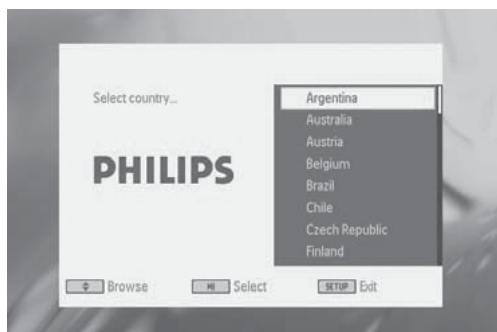 Select country...
PHILIPS
Argentina
Australia
Austria
Belgium
Brazil
Chile
Czech Republic
Finland
Browse
Select
SETUP Exit